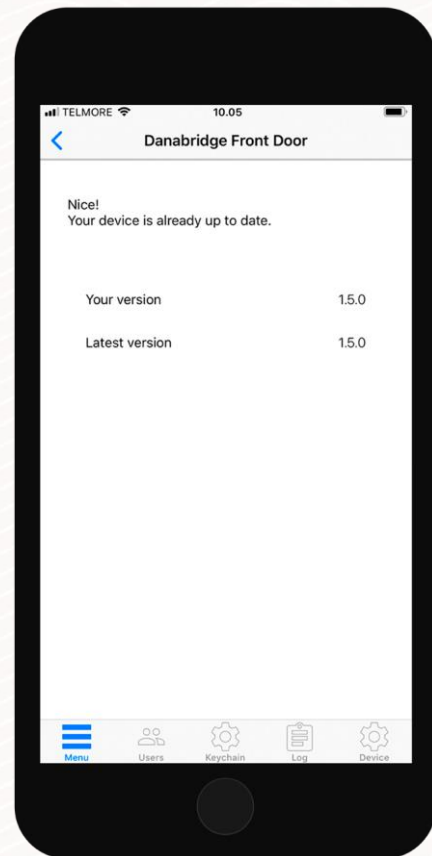 TELMORE 10.05
Danabridge Front Door
Nice!
Your device is already up to date.
Your version 1.5.0
Latest version 1.5.0
Menu Users Keychain Log Device